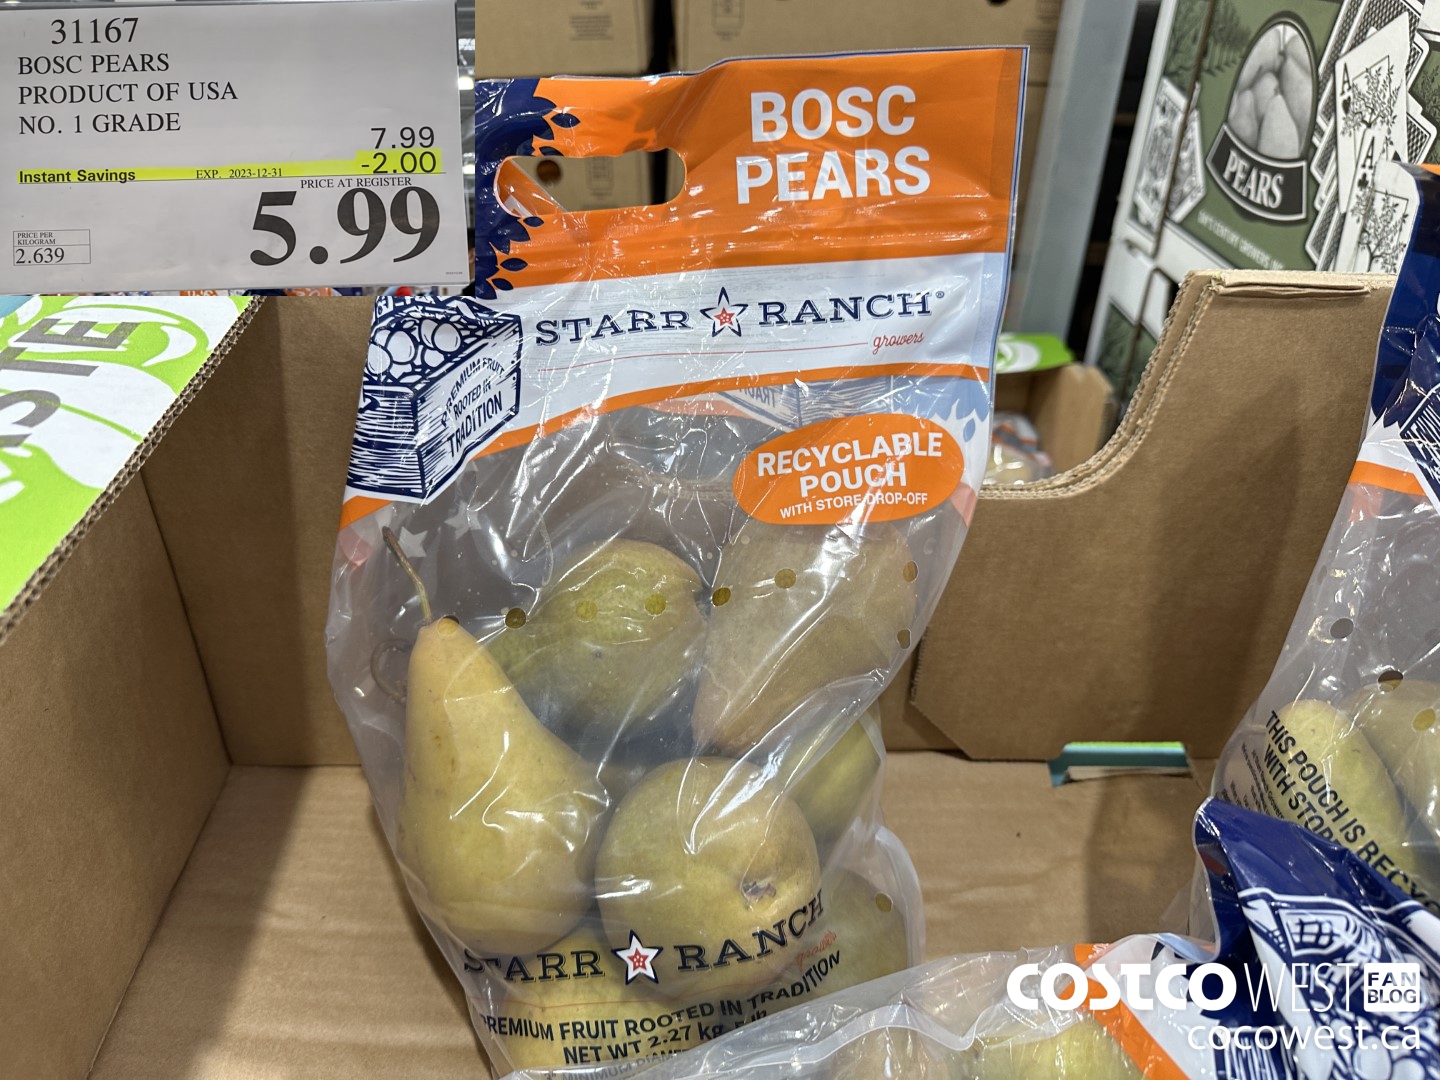 31167
BOSC PEARS
PRODUCT OF USA
NO. 1 GRADE
7.99
Instant Savings EXP. 2023-12-31 -2.00
PRICE AT REGISTER
5.99
PRICE PER
KILOGRAM
2.639
BOSC
PEARS
STARR RANCH®
growers
PREMIUM FRUIT
ROOTED IN
TRADITION
RECYCLABLE
POUCH
WITH STORE DROP-OFF
STARR RANCH
growers
PREMIUM FRUIT ROOTED IN TRADITION
NET WT 2.27 kg
PEARS
A
A
THIS POUCH IS RECYC
WITH STOR
COSTCO WEST FAN BLOG
cocowest.ca